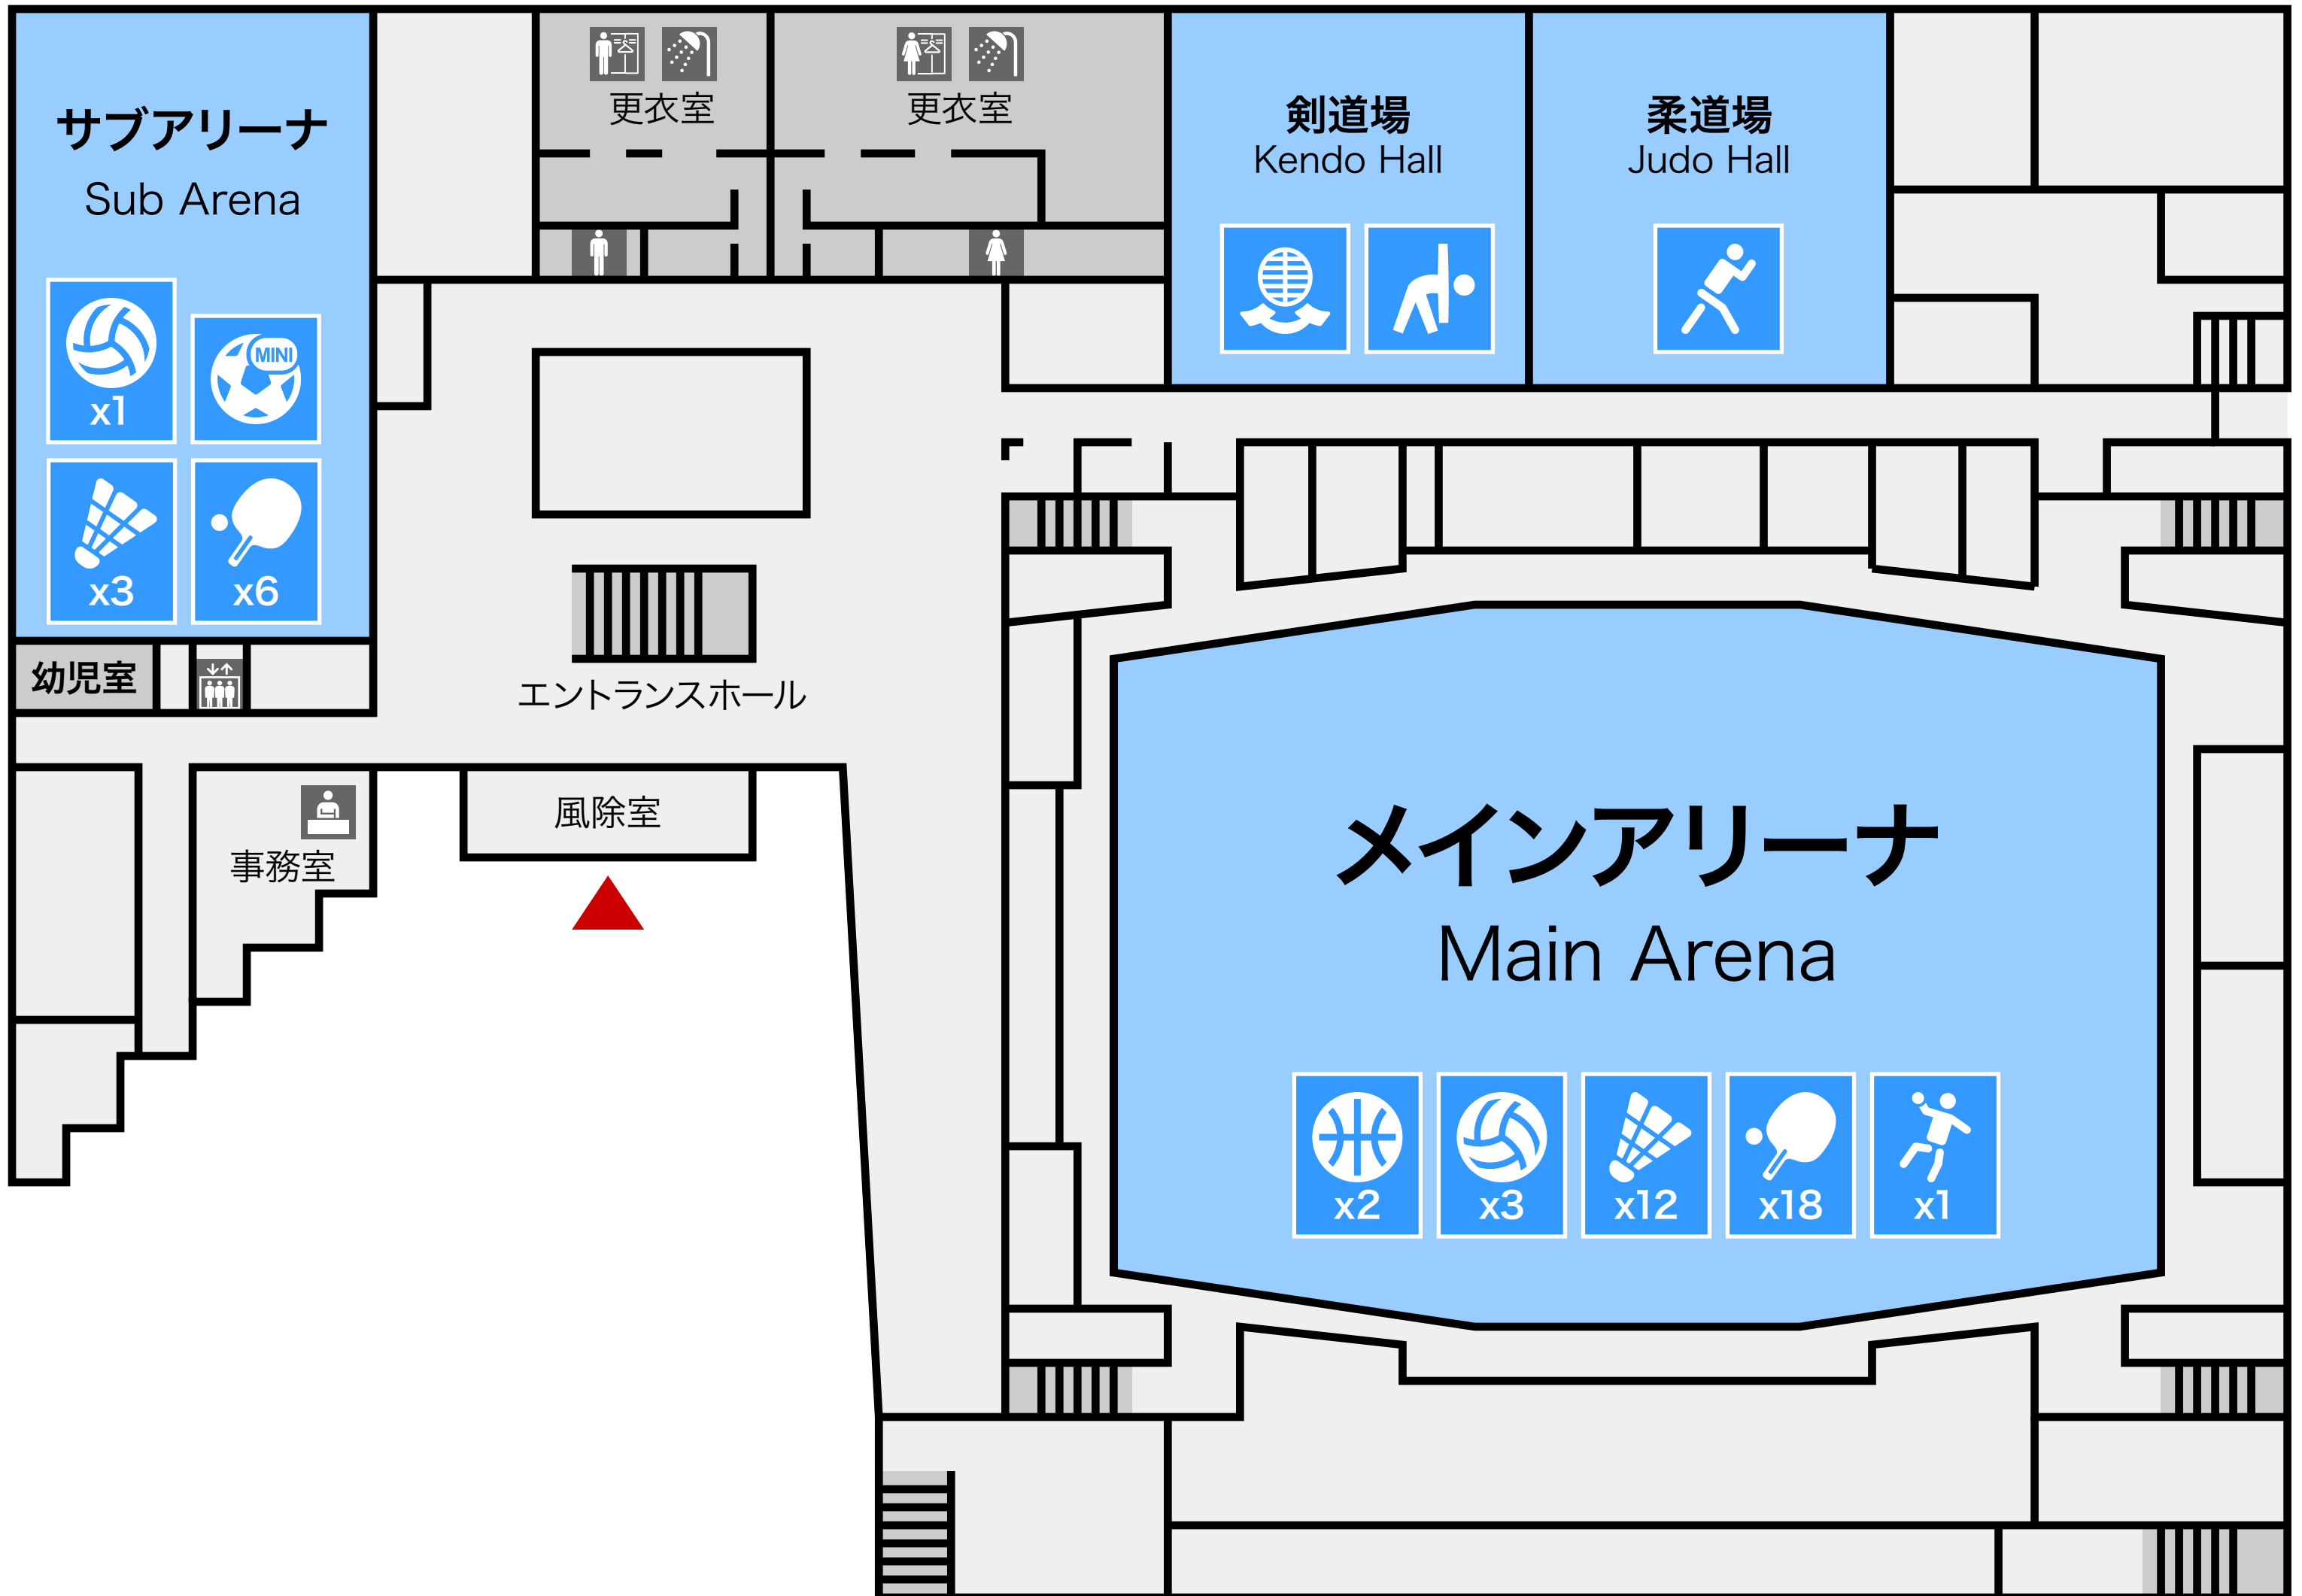 サブアリーナ
Sub Arena
x1
MINI
x3
x6
幼児室
更衣室
更衣室
剣道場
Kendo Hall
柔道場
Judo Hall
エントランスホール
風除室
事務室
メインアリーナ
Main Arena
x2
x3
x12
x18
x1